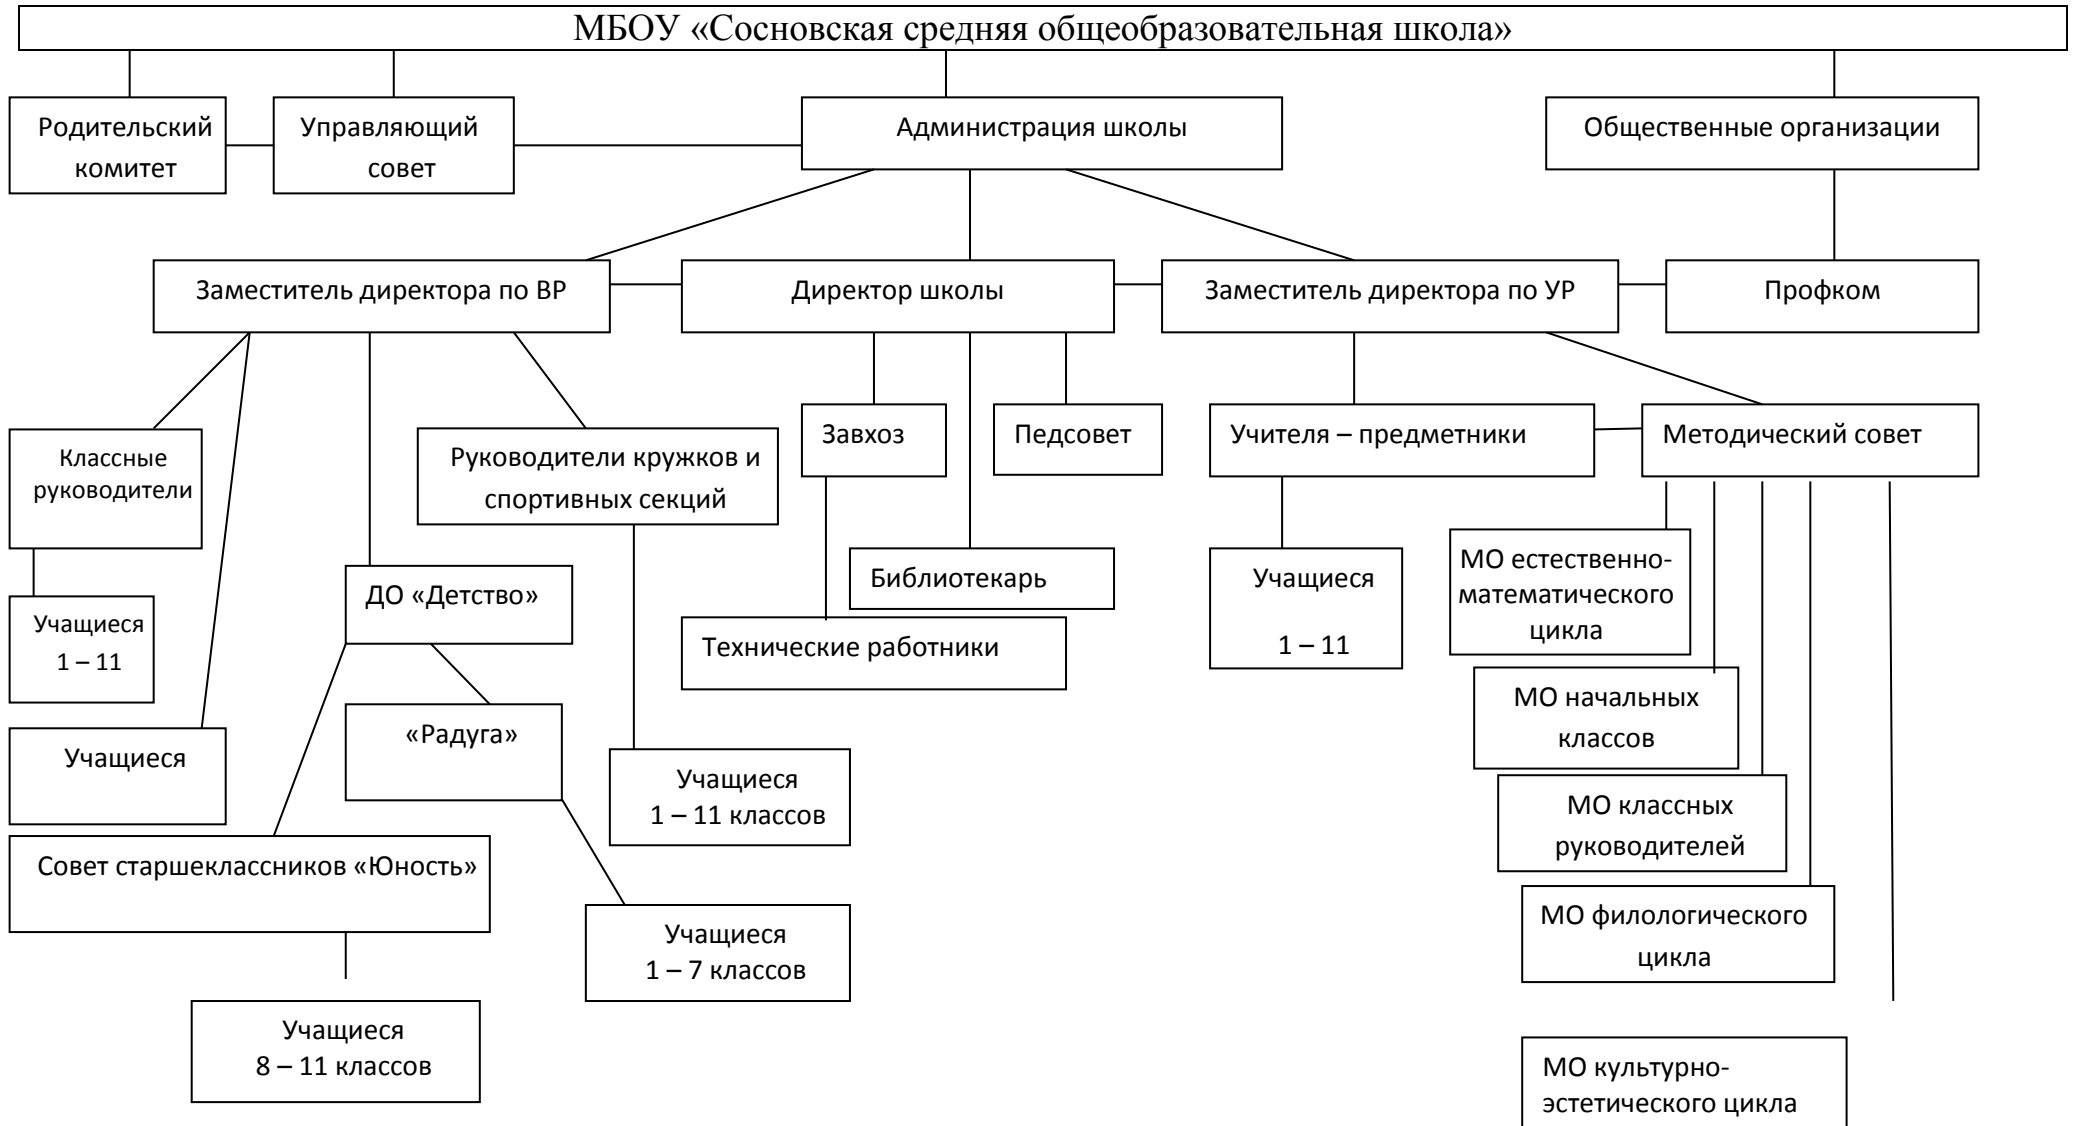 МБОУ «Сосновская средняя общеобразовательная школа»
Родительский
комитет
Управляющий
совет
Администрация школы
Общественные организации
Заместитель директора по ВР
Директор школы
Заместитель директора по УР
Профком
Классные
руководители
Руководители кружков и
спортивных секций
Завхоз
Педсовет
Учителя – предметники
Методический совет
Учащиеся
1 – 11
ДО «Детство»
Библиотекарь
Технические работники
Учащиеся
1 – 11
МО естественно-
математического
цикла
МО начальных
классов
Учащиеся
«Радуга»
Учащиеся
1 – 11 классов
МО классных
руководителей
Совет старшеклассников «Юность»
Учащиеся
1 – 7 классов
МО филологического
цикла
Учащиеся
8 – 11 классов
МО культурно-
эстетического цикла